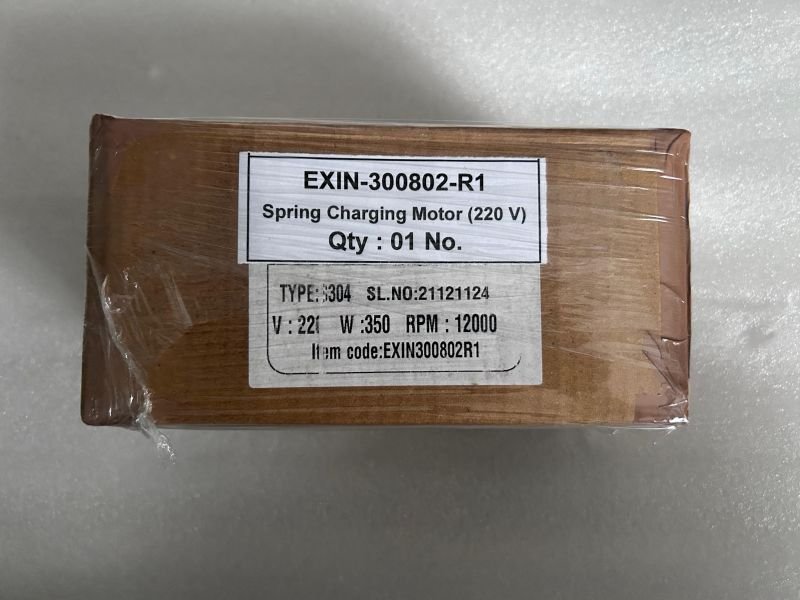 EXIN-300802-R1
Spring Charging Motor (220 V)
Qty : 01 No.
TYPE: SL.NO:21121124
V : W :350 RPM : 12000
Item code:EXIN300802R1